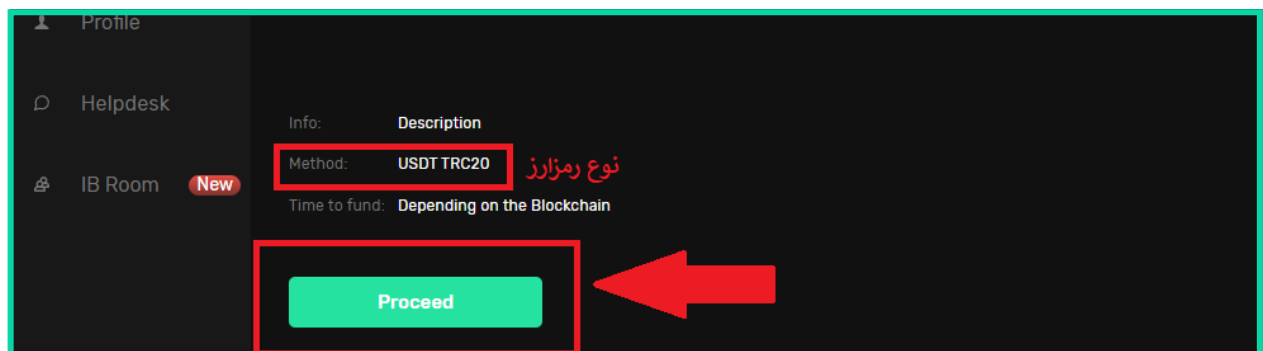 Profile
Helpdesk
IB Room New
Info: Description
Method: USDT TRC20 نوع رمزارز
Time to fund: Depending on the Blockchain
Proceed